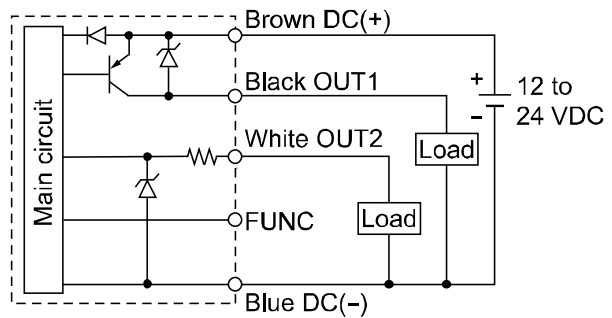 Main circuit
Brown DC(+)
Black OUT1
White OUT2
FUNC
Blue DC(−)
Load
Load
+
−
12 to
24 VDC